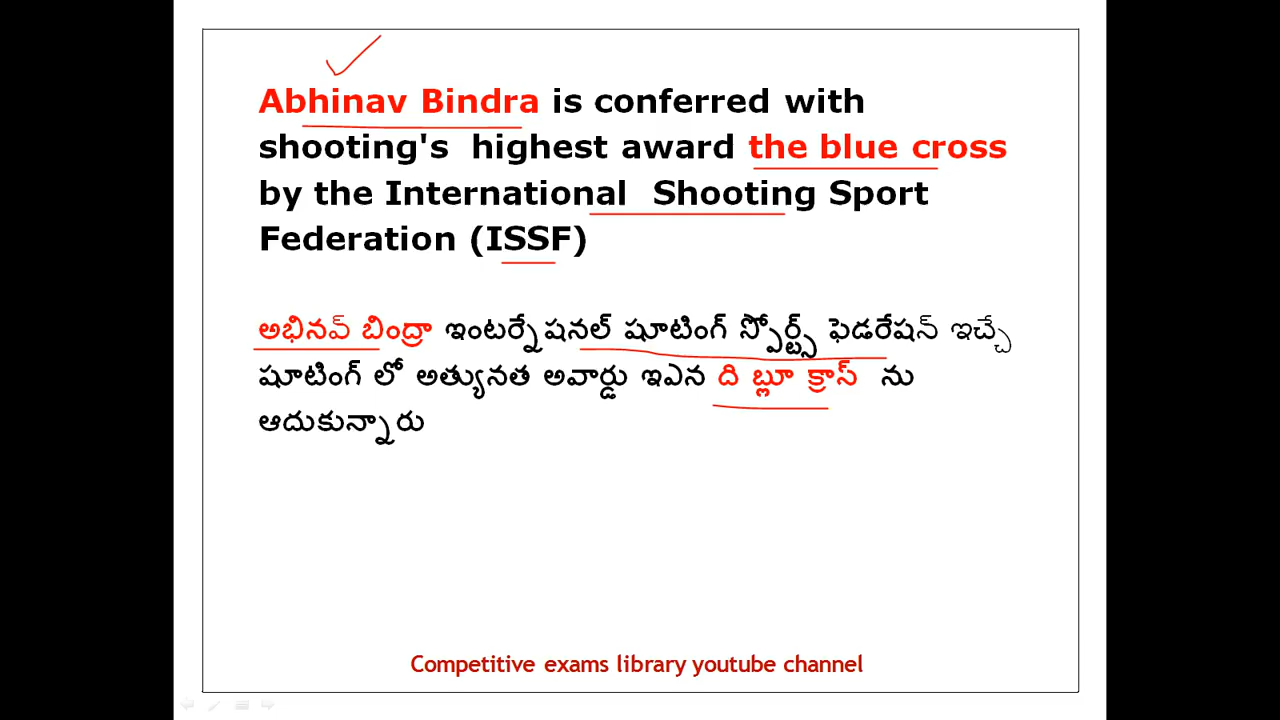 Abhinav Bindra is conferred with
shooting's highest award the blue cross
by the International Shooting Sport
Federation (ISSF)
అభినవ్ బింద్రా ఇంటర్నేషనల్ షూటింగ్ స్పోర్ట్స్ ఫెడరేషన్ ఇచ్చే
షూటింగ్ లో అత్యునత అవార్డు ఇఎన ది బ్లూ క్రాస్ ను
ఆదుకున్నారు
Competitive exams library youtube channel